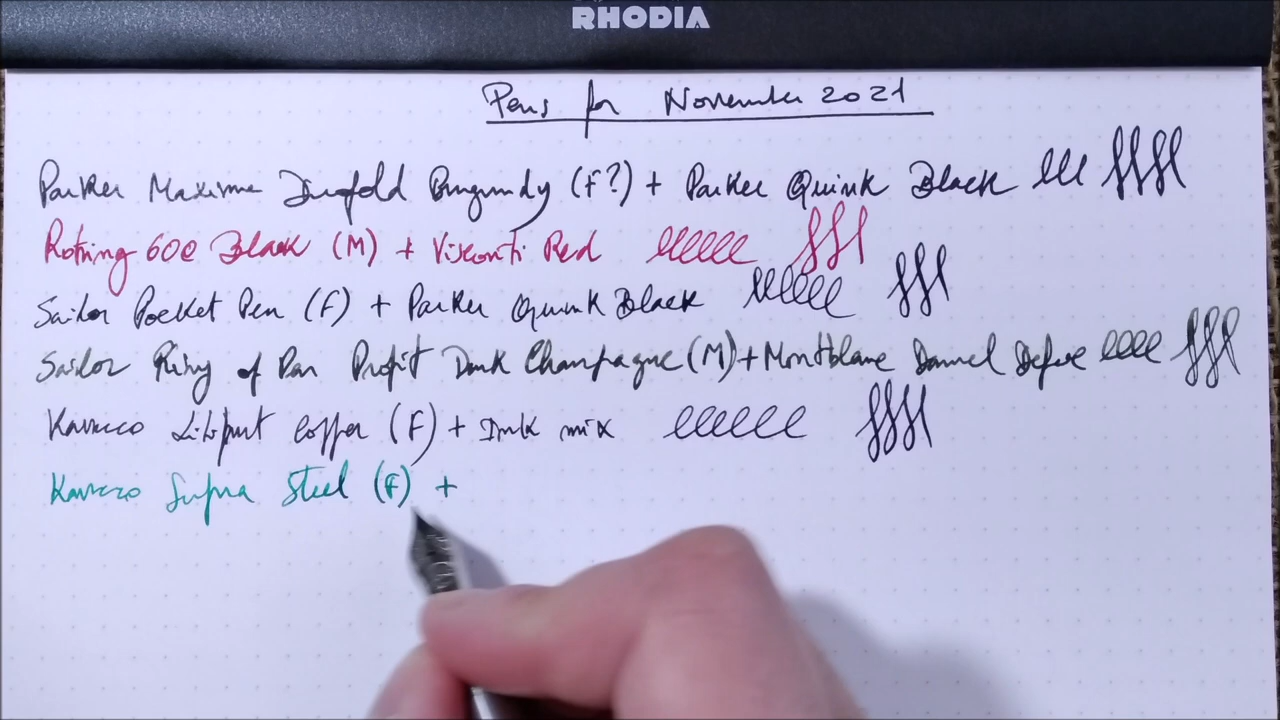 RHODIA
Pens for November 2021
Parker Maxima Duofold Burgundy (F?) + Parker Quink Black
Rotring 600 Black (M) + Visconti Red
Sailor Pocket Pen (F) + Parker Quink Black
Sailor King of Pen Profit Dark Champagne (M) + Montblanc Daniel Defoe
Kaweco Liliput Copper (F) + Ink mix
Kaweco Supra Steel (F) +